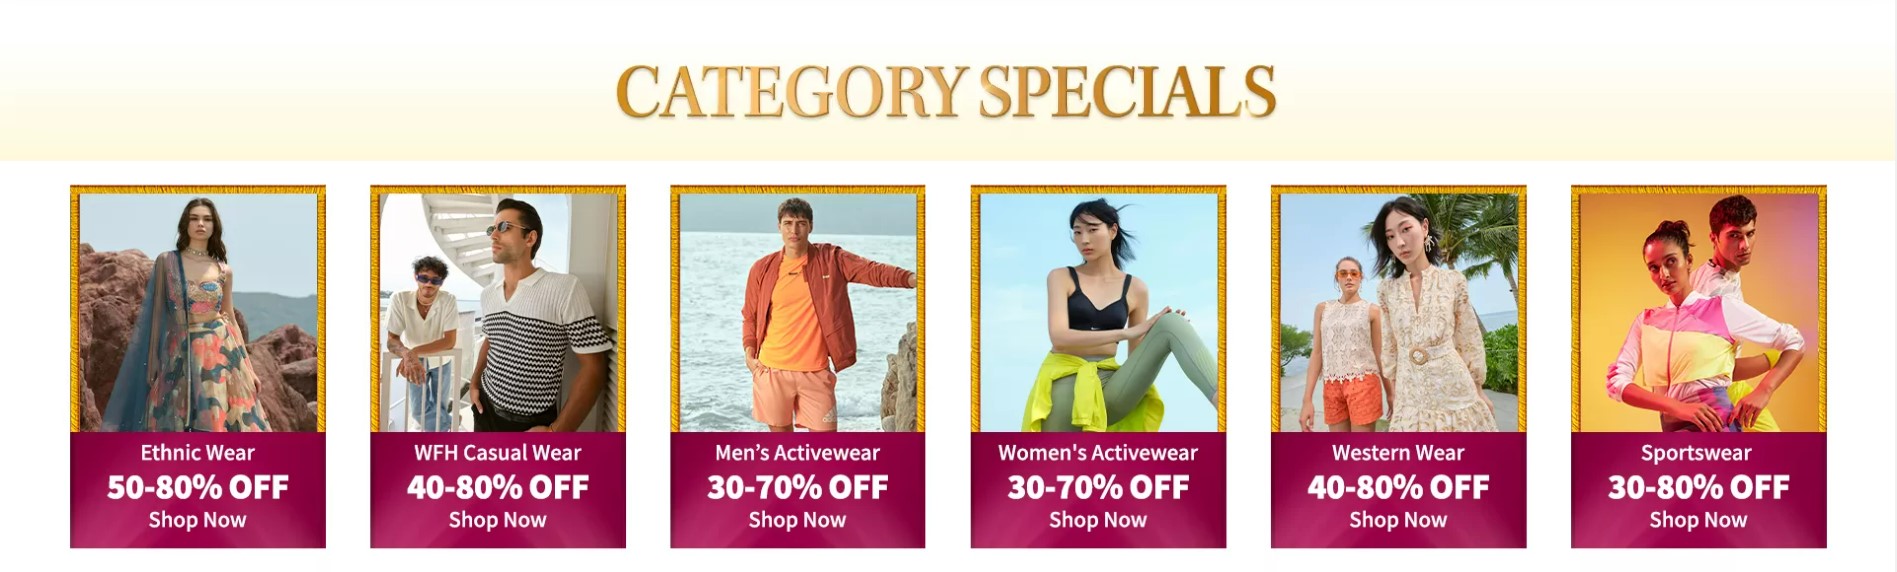 CATEGORY SPECIALS
Ethnic Wear
50-80% OFF
Shop Now
WFH Casual Wear
40-80% OFF
Shop Now
Men’s Activewear
30-70% OFF
Shop Now
Women's Activewear
30-70% OFF
Shop Now
Western Wear
40-80% OFF
Shop Now
Sportswear
30-80% OFF
Shop Now